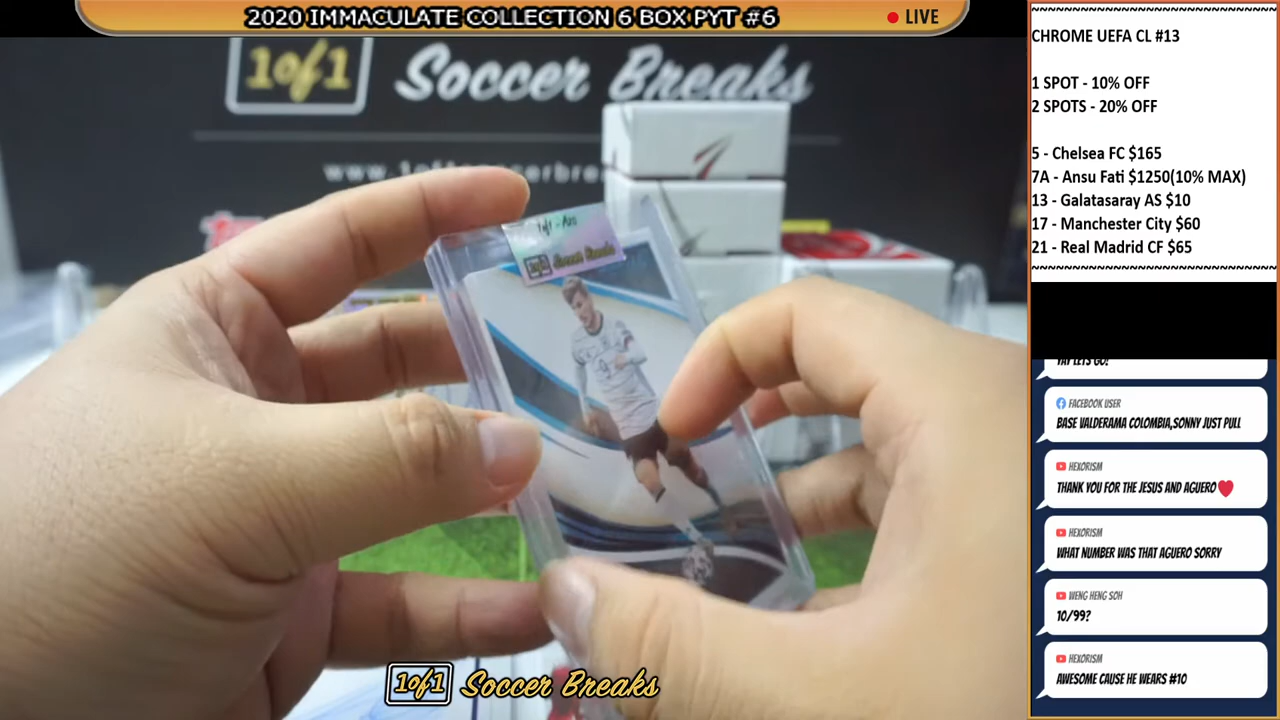 2020 IMMACULATE COLLECTION 6 BOX PYT #6
LIVE
1of1 Soccer Breaks
1of1
Soccer Breaks
1of1 Soccer Breaks
CHROME UEFA CL #13
1 SPOT - 10% OFF
2 SPOTS - 20% OFF
5 - Chelsea FC $165
7A - Ansu Fati $1250(10% MAX)
13 - Galatasaray AS $10
17 - Manchester City $60
21 - Real Madrid CF $65
FACEBOOK USER
BASE VALDERAMA COLOMBIA,SONNY JUST PULL
HEXORISM
THANK YOU FOR THE JESUS AND AGUERO❤
HEXORISM
WHAT NUMBER WAS THAT AGUERO SORRY
WENG HENG SOH
10/99?
HEXORISM
AWESOME CAUSE HE WEARS #10